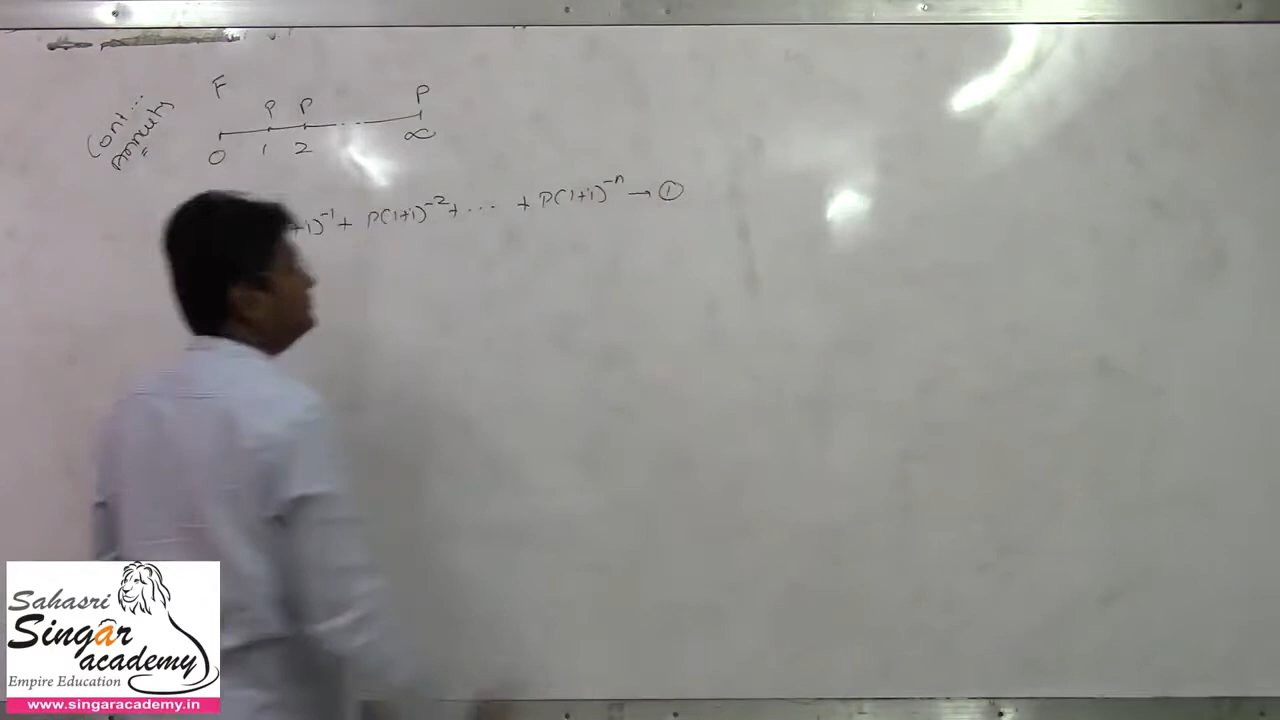 Cont...
Annuity
F
P P P
0 1 2 ... ∞
+i)⁻¹ + P(1+i)⁻² + ... + P(1+i)⁻ⁿ → ①
Sahasri
Singar
academy
Empire Education
www.singaracademy.in